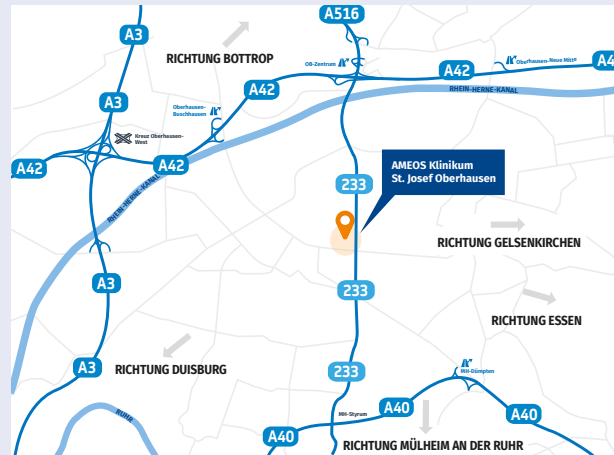 A516
A3
RICHTUNG BOTTROP
OB-Zentrum
Oberhausen-Neue Mitte
A42
A42
A4
RHEIN-HERNE-KANAL
A3
Oberhausen-
Buschhausen
Kreuz Oberhausen-
West
A42
A42
AMEOS Klinikum
St. Josef Oberhausen
233
RHEIN-HERNE-KANAL
RICHTUNG GELSENKIRCHEN
A3
233
RICHTUNG ESSEN
A3
RICHTUNG DUISBURG
233
MH-Dümpten
RUHR
MH-Styrum
A40
A40
A40
RICHTUNG MÜLHEIM AN DER RUHR